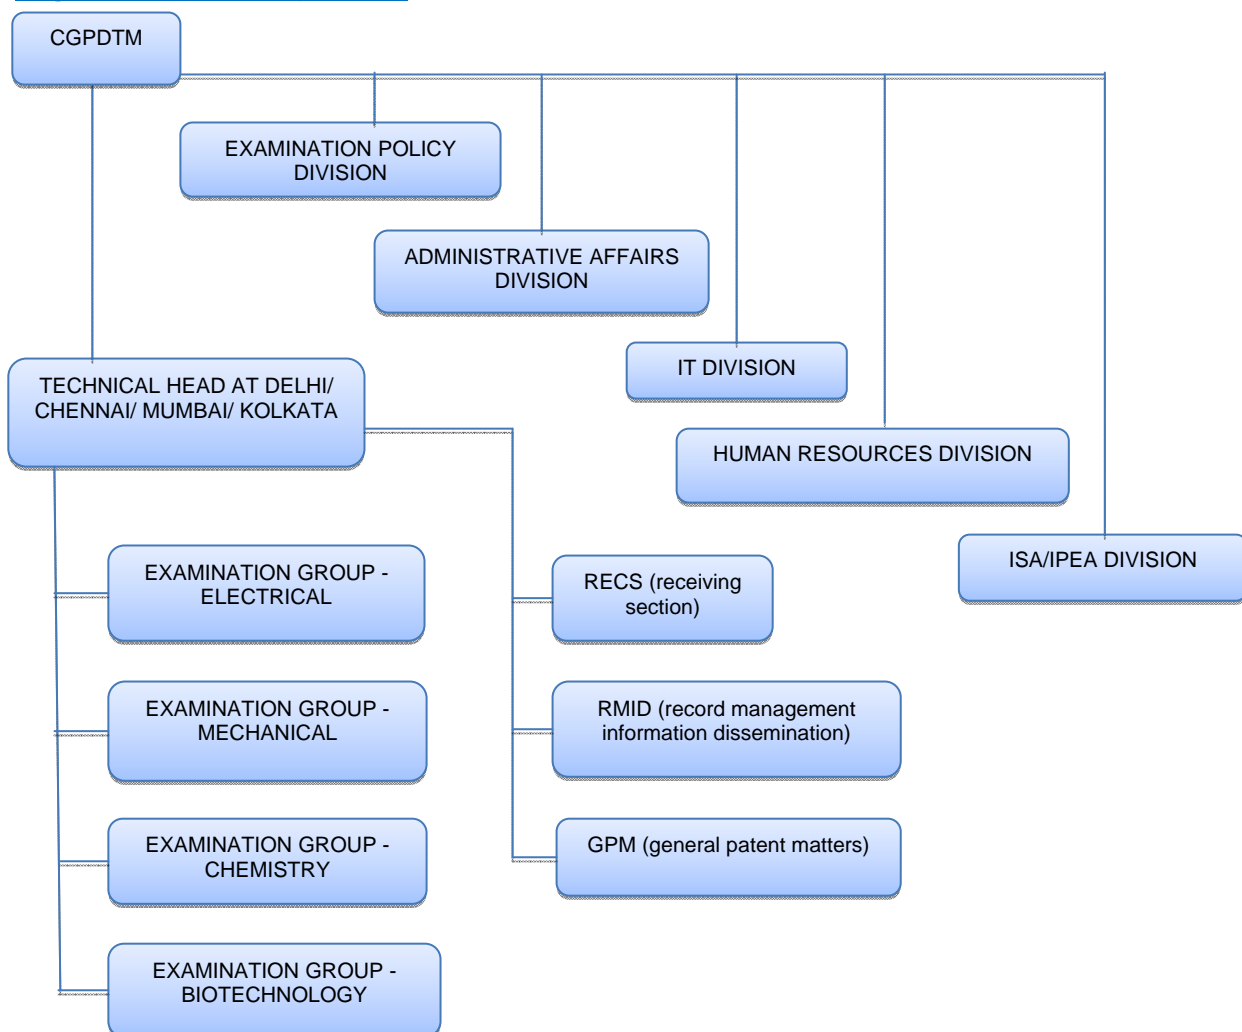 CGPDTM
EXAMINATION POLICY
DIVISION
ADMINISTRATIVE AFFAIRS
DIVISION
IT DIVISION
TECHNICAL HEAD AT DELHI/
CHENNAI/ MUMBAI/ KOLKATA
HUMAN RESOURCES DIVISION
ISA/IPEA DIVISION
EXAMINATION GROUP -
ELECTRICAL
RECS (receiving
section)
EXAMINATION GROUP -
MECHANICAL
RMID (record management
information dissemination)
EXAMINATION GROUP -
CHEMISTRY
GPM (general patent matters)
EXAMINATION GROUP -
BIOTECHNOLOGY